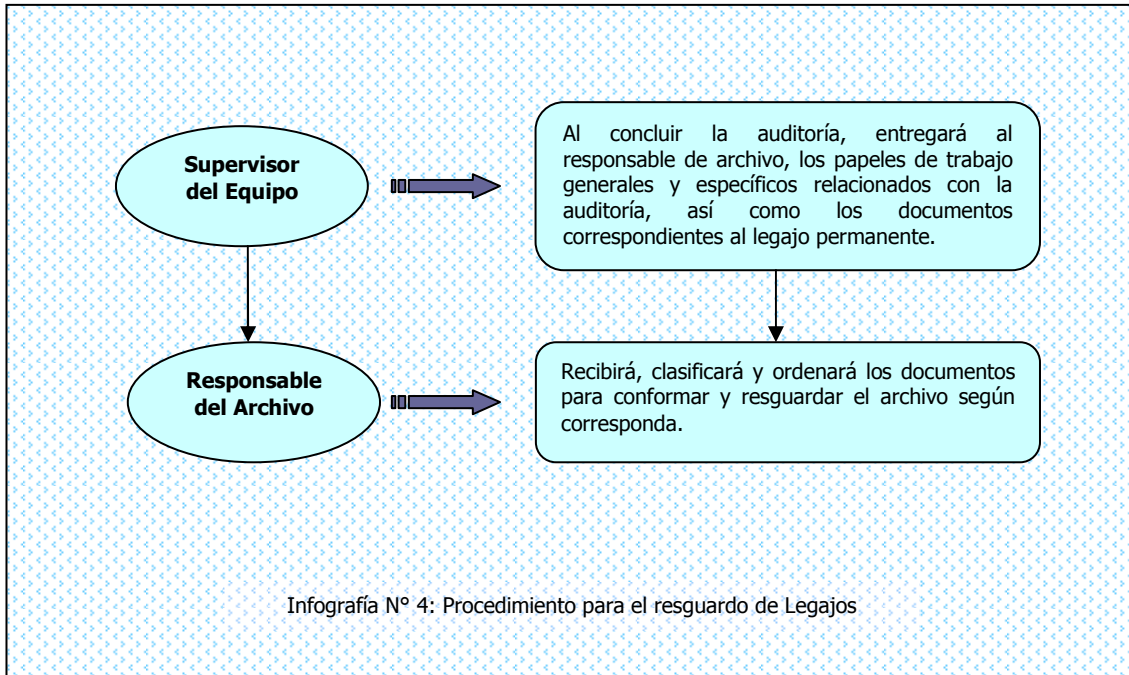 Supervisor
del Equipo
Al concluir la auditoría, entregará al
responsable de archivo, los papeles de trabajo
generales y específicos relacionados con la
auditoría, así como los documentos
correspondientes al legajo permanente.
Responsable
del Archivo
Recibirá, clasificará y ordenará los documentos
para conformar y resguardar el archivo según
corresponda.
Infografía N° 4: Procedimiento para el resguardo de Legajos